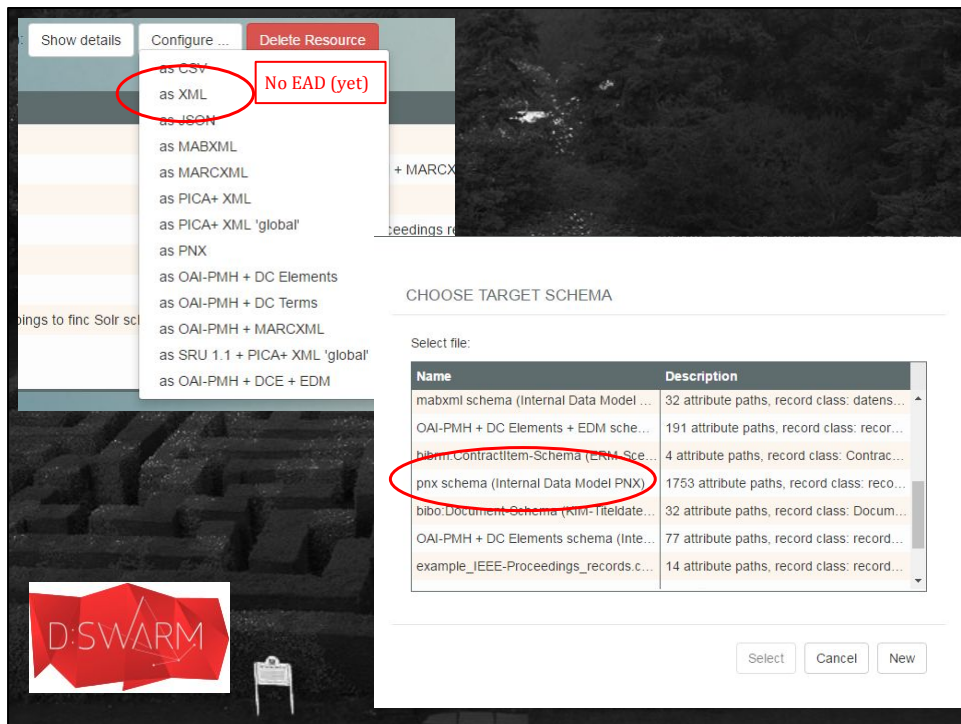 Show details
Configure ...
Delete Resource
as CSV
as XML
No EAD (yet)
as JSON
as MABXML
as MARCXML
+ MARCX
as PICA+ XML
as PICA+ XML 'global'
ceedings re
as PNX
as OAI-PMH + DC Elements
as OAI-PMH + DC Terms
pings to finc Solr scl
as OAI-PMH + MARCXML
as SRU 1.1 + PICA+ XML 'global'
as OAI-PMH + DCE + EDM
CHOOSE TARGET SCHEMA
Select file:
Name Description
mabxml schema (Internal Data Model ... 32 attribute paths, record class: datens...
OAI-PMH + DC Elements + EDM sche... 191 attribute paths, record class: recor...
bibrm:ContractItem-Schema (ERM-Sce... 4 attribute paths, record class: Contrac...
pnx schema (Internal Data Model PNX) 1753 attribute paths, record class: reco...
bibo:Document-Schema (KIM-Titeldate... 32 attribute paths, record class: Docum...
OAI-PMH + DC Elements schema (Inte... 77 attribute paths, record class: record...
example_IEEE-Proceedings_records.c... 14 attribute paths, record class: record...
Select Cancel New
D:SWARM